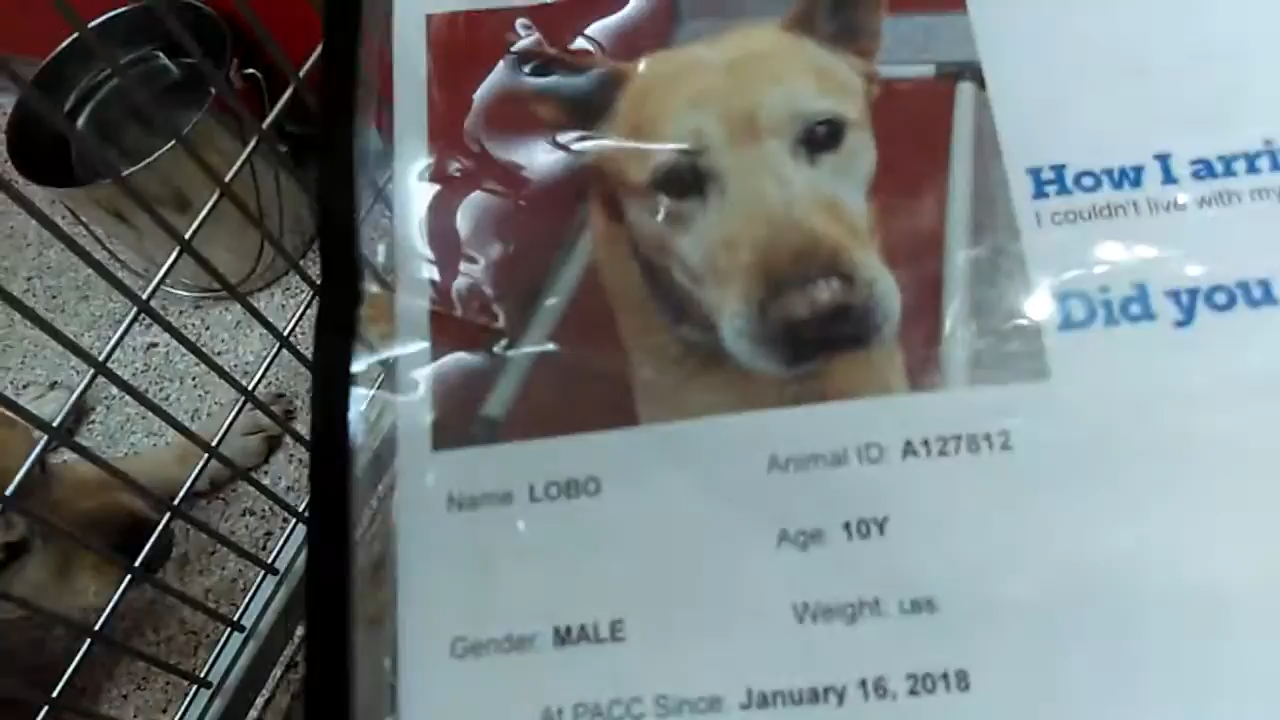 How I arri
I couldn't live with my
Did you
Name: LOBO
Animal ID: A127812
Age: 10Y
Gender: MALE
Weight: LBS
At PACC Since: January 16, 2018